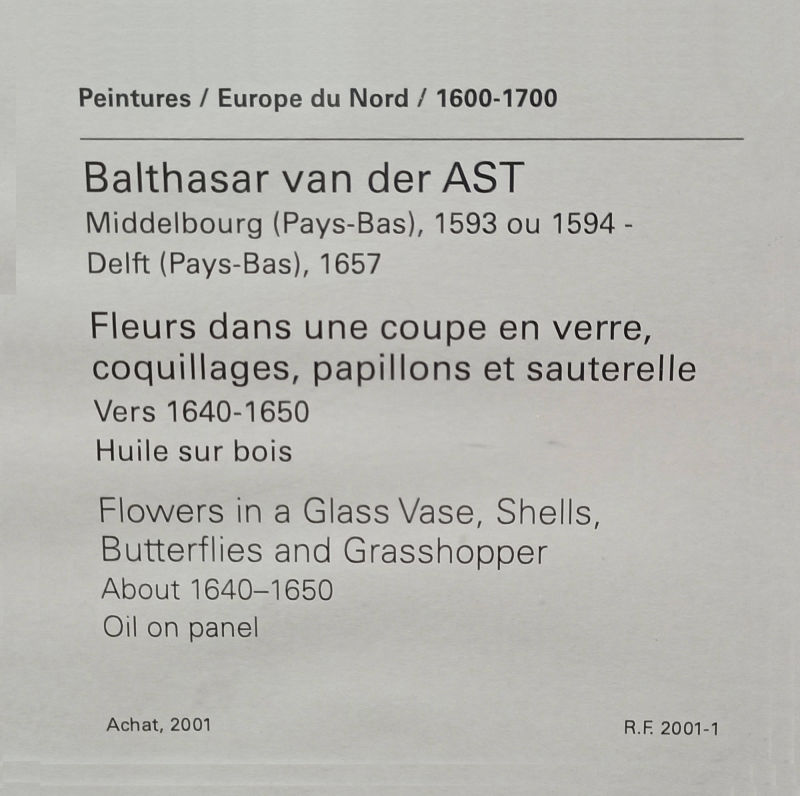 Peintures / Europe du Nord / 1600-1700
Balthasar van der AST
Middelbourg (Pays-Bas), 1593 ou 1594 -
Delft (Pays-Bas), 1657
Fleurs dans une coupe en verre,
coquillages, papillons et sauterelle
Vers 1640-1650
Huile sur bois
Flowers in a Glass Vase, Shells,
Butterflies and Grasshopper
About 1640–1650
Oil on panel
Achat, 2001
R.F. 2001-1